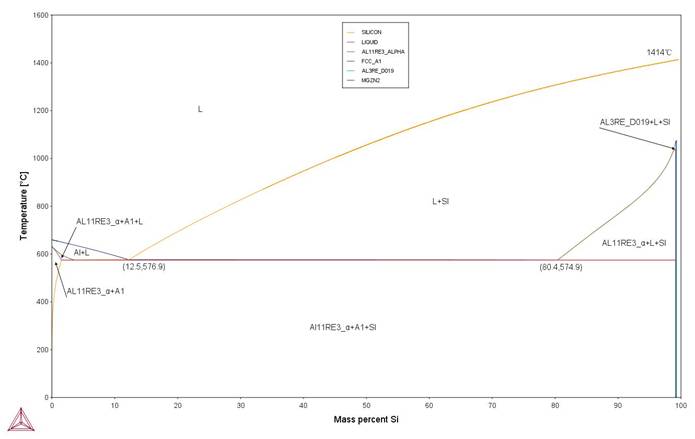 1600
1400
1200
1000
800
600
400
200
0
Temperature [°C]
SILICON
LIQUID
AL11RE3_ALPHA
FCC_A1
AL3RE_D019
MGZN2
1414℃
L
AL3RE_D019+L+SI
L+SI
AL11RE3_α+A1+L
Al+L
AL11RE3_α+L+SI
(12.5,576.9)
(80.4,574.9)
AL11RE3_α+A1
Al11RE3_α+A1+SI
0 10 20 30 40 50 60 70 80 90 100
Mass percent Si